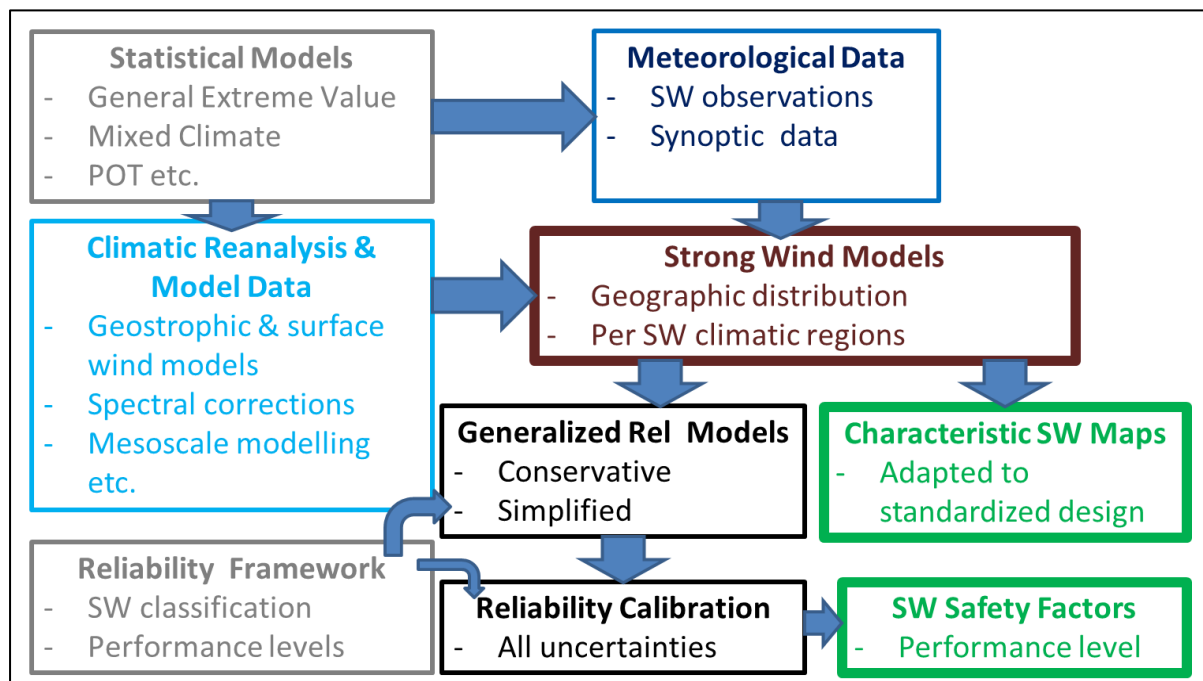 Statistical Models
- General Extreme Value
- Mixed Climate
- POT etc.
Meteorological Data
- SW observations
- Synoptic data
Climatic Reanalysis &
Model Data
- Geostrophic & surface
wind models
- Spectral corrections
- Mesoscale modelling
etc.
Strong Wind Models
- Geographic distribution
- Per SW climatic regions
Generalized Rel Models
- Conservative
- Simplified
Characteristic SW Maps
- Adapted to
standardized design
Reliability Framework
- SW classification
- Performance levels
Reliability Calibration
- All uncertainties
SW Safety Factors
- Performance level